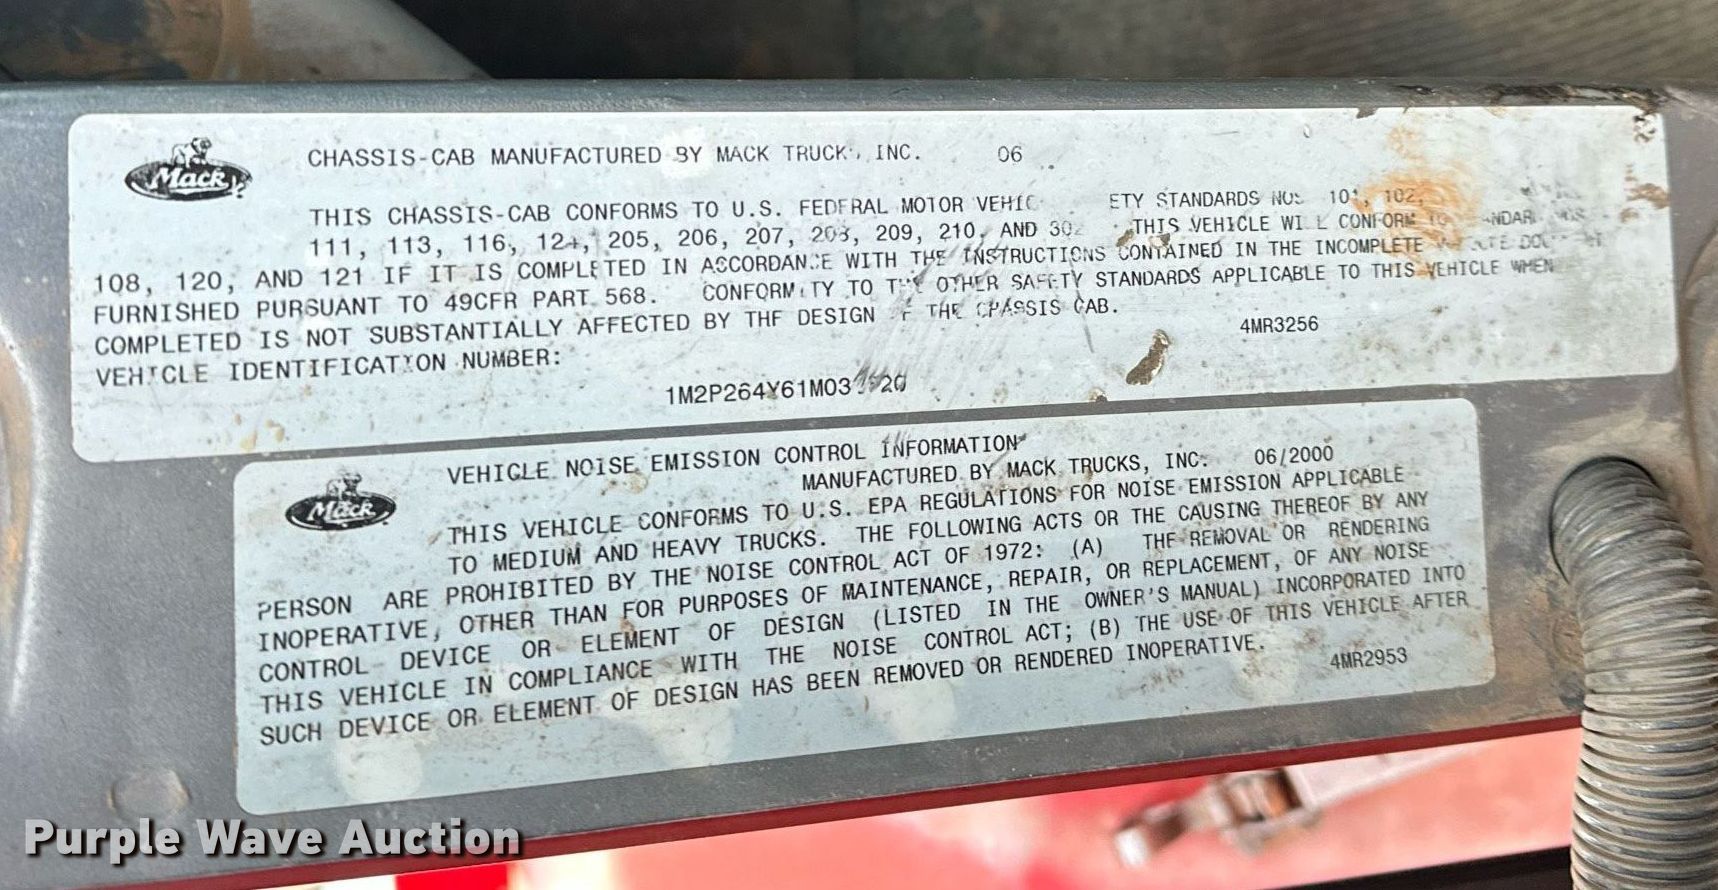 Mack
CHASSIS-CAB MANUFACTURED BY MACK TRUCK, INC. 06
THIS CHASSIS-CAB CONFORMS TO U.S. FEDERAL MOTOR STANDARDS NOS 102,
111, 113, 116, 205, 206, 207, 208, 209, 210, AND THIS VEHICLE WILL CONFORM TO
108, 120, AND 121 IF IT IS COMPLETED IN ACCORDANCE WITH THE INSTRUCTIONS CONTAINED IN THE INCOMPLETE
FURNISHED PURSUANT TO 49CFR PART 568. CONFORMITY TO THE OTHER SAFETY STANDARDS APPLICABLE TO THIS VEHICLE WHEN
COMPLETED IS NOT SUBSTANTIALLY AFFECTED BY THE DESIGN OF THE CHASSIS CAB.
VEHICLE IDENTIFICATION NUMBER: 4MR3256
Mack
VEHICLE NOISE EMISSION CONTROL INFORMATION
MANUFACTURED BY MACK TRUCKS, INC. 06/2000
THIS VEHICLE CONFORMS TO U.S. EPA REGULATIONS FOR NOISE EMISSION APPLICABLE
TO MEDIUM AND HEAVY TRUCKS. THE FOLLOWING ACTS OR THE CAUSING THEREOF BY ANY
PERSON ARE PROHIBITED BY THE NOISE CONTROL ACT OF 1972: (A) THE REMOVAL OR RENDERING
INOPERATIVE, OTHER THAN FOR PURPOSES OF MAINTENANCE, REPAIR, OR REPLACEMENT, OF ANY NOISE
CONTROL DEVICE OR ELEMENT OF DESIGN (LISTED IN THE OWNER'S MANUAL) INCORPORATED INTO
THIS VEHICLE IN COMPLIANCE WITH THE NOISE CONTROL ACT; (B) THE USE OF THIS VEHICLE AFTER
SUCH DEVICE OR ELEMENT OF DESIGN HAS BEEN REMOVED OR RENDERED INOPERATIVE.
4MR2953
Purple Wave Auction